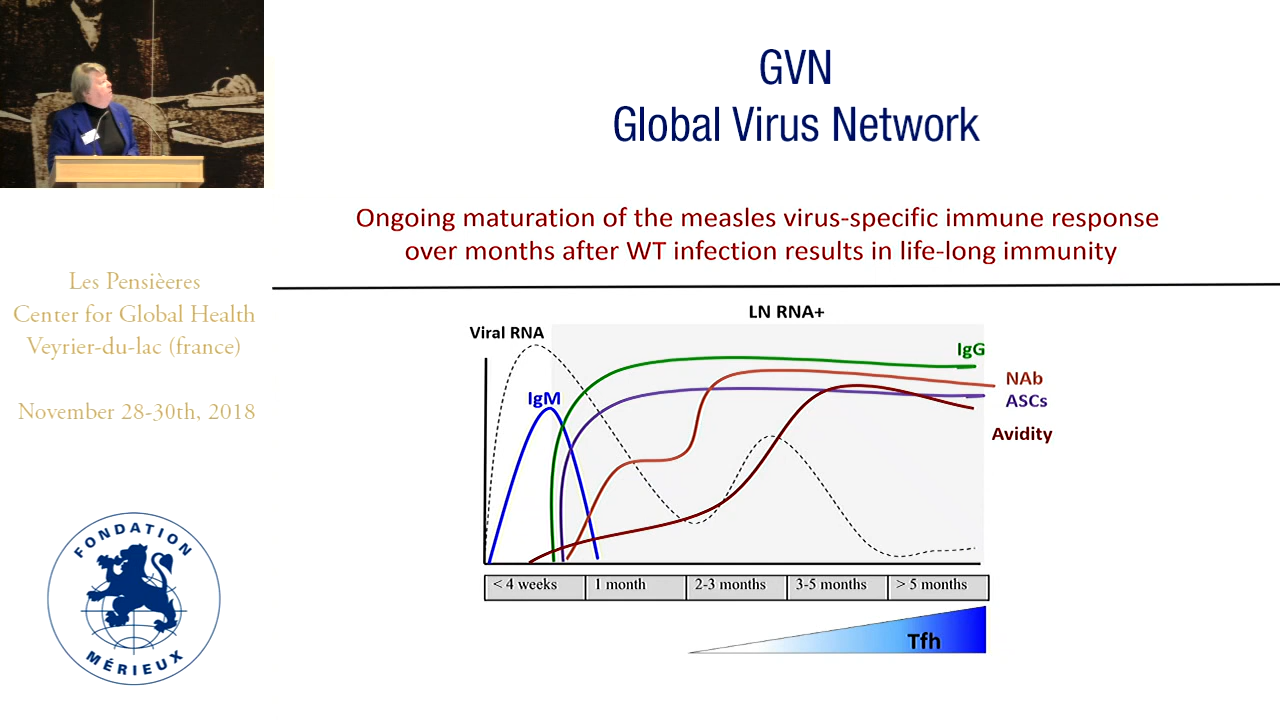 GVN
Global Virus Network
Ongoing maturation of the measles virus-specific immune response
over months after WT infection results in life-long immunity
Les Pensièeres
Center for Global Health
Veyrier-du-lac (france)
November 28-30th, 2018
FONDATION
MÉRIEUX
LN RNA+
Viral RNA
IgM
IgG
NAb
ASCs
Avidity
< 4 weeks
1 month
2-3 months
3-5 months
> 5 months
Tfh